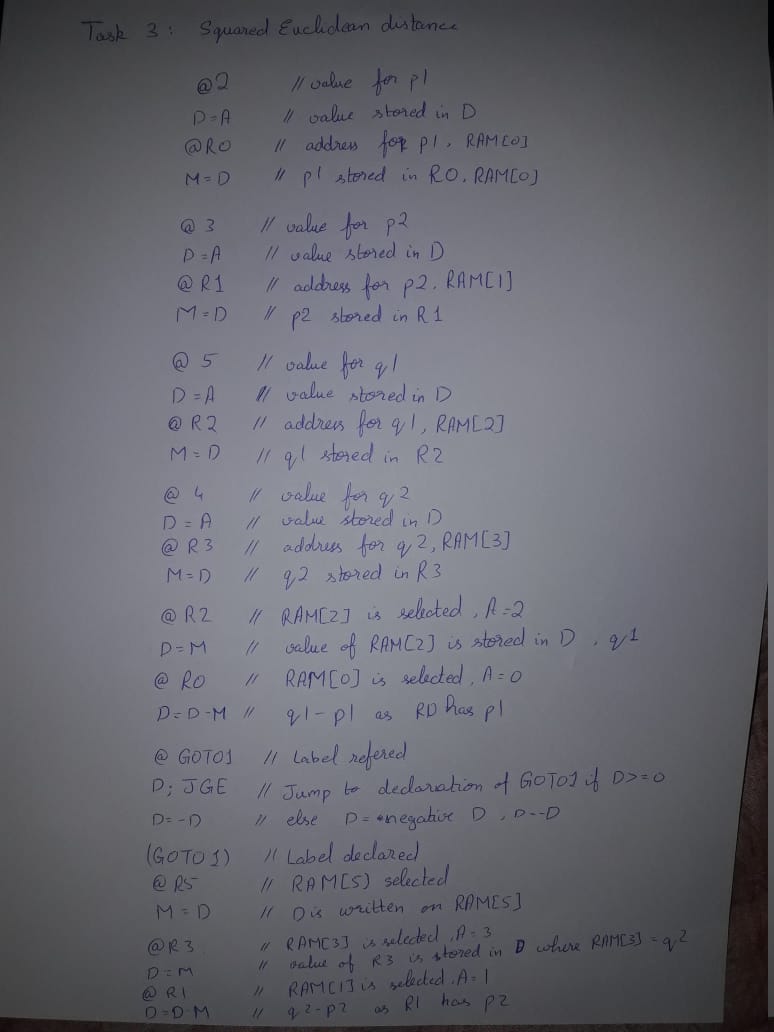 Task 3 : Squared Euclidean distance
@2 // value for p1
D=A // value stored in D
@R0 // address for p1, RAM[0]
M=D // p1 stored in R0. RAM[0]
@ 3 // value for p2
D=A // value stored in D
@ R1 // address for p2. RAM[1]
M=D // p2 stored in R1
@ 5 // value for q1
D=A // value stored in D
@ R2 // address for q1, RAM[2]
M=D // q1 stored in R2
@ 4 // value for q2
D=A // value stored in D
@ R3 // address for q2, RAM[3]
M=D // q2 stored in R3
@ R2 // RAM[2] is selected, A=2
D=M // value of RAM[2] is stored in D, q1
@ R0 // RAM[0] is selected, A=0
D=D-M // q1-p1 as R0 has p1
@ GOTO1 // Label refered
D; JGE // Jump to declaration of GOTO1 if D>=0
D=-D // else D= negative D, D=-D
(GOTO1) // Label declared
@ R5 // RAM[5] selected
M=D // D is written on RAM[5]
@R3 // RAM[3] is selected, A=3
D=M // value of R3 is stored in D where RAM[3] = q2
@ R1 // RAM[1] is selected. A=1
D=D-M // q2-p2 as R1 has p2